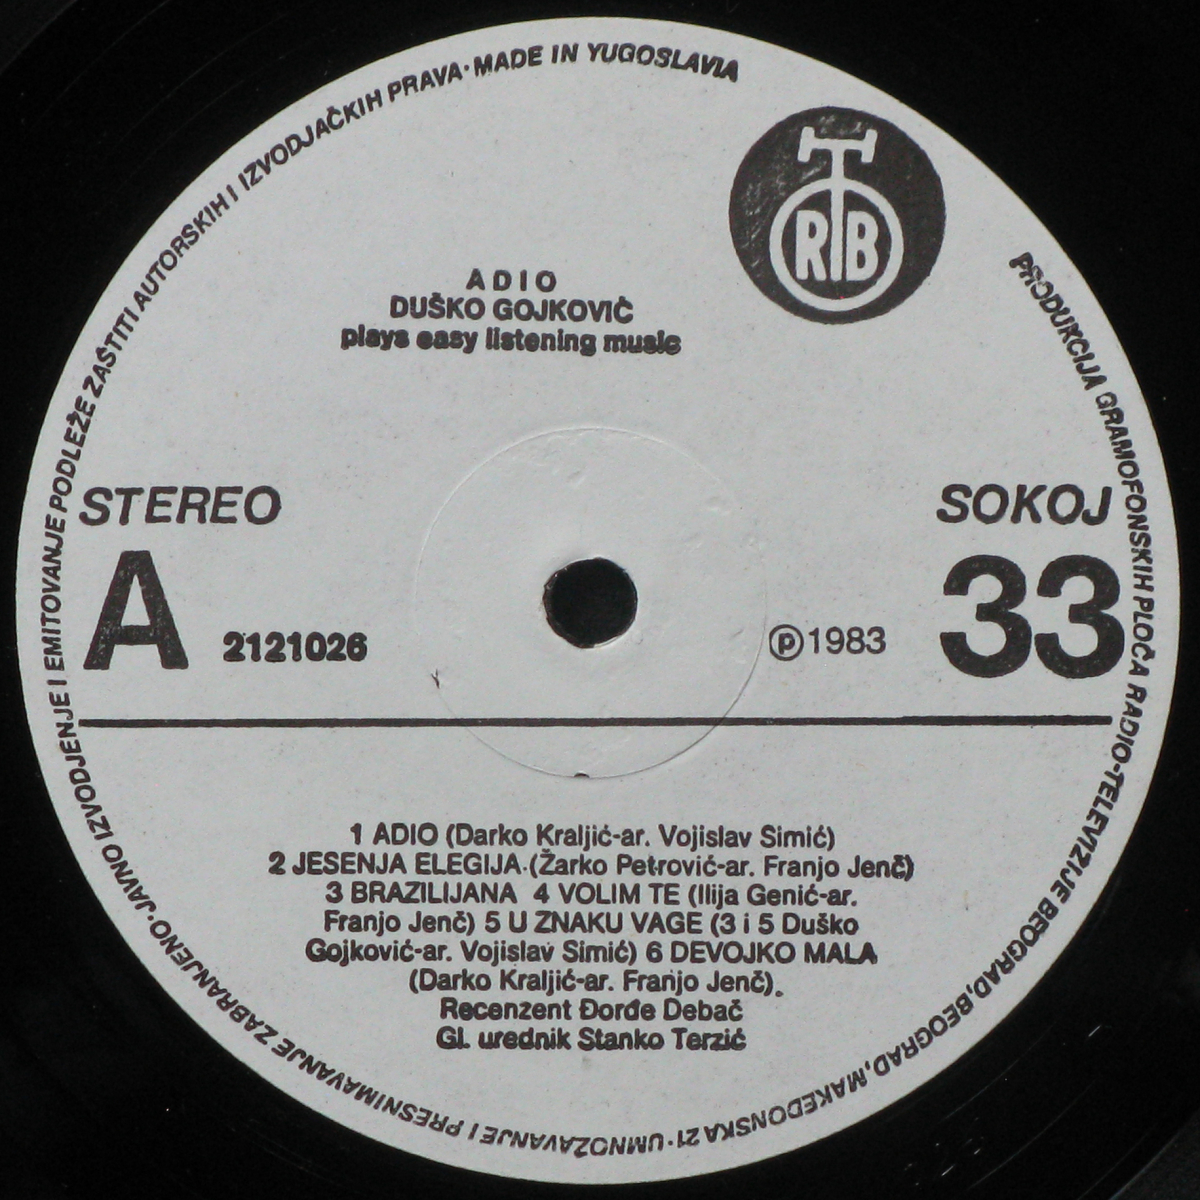 PRODUKCIJA GRAMOFONSKIH PLOČA RADIO-TELEVIZIJE BEOGRAD, BEOGRAD, MAKEDONSKA 21 · UMNOŽAVANJE I PRESNIMAVANJE ZABRANJENO · JAVNO IZVODJENJE I EMITOVANJE PODLEŽE ZAŠTITI AUTORSKIH I IZVODJAČKIH PRAVA · MADE IN YUGOSLAVIA
RTB
ADIO
DUŠKO GOJKOVIĆ
plays easy listening music
STEREO
SOKOJ
A
2121026
℗ 1983
33
1 ADIO (Darko Kraljić-ar. Vojislav Simić)
2 JESENJA ELEGIJA (Žarko Petrović-ar. Franjo Jenč)
3 BRAZILIJANA 4 VOLIM TE (Ilija Genić-ar.
Franjo Jenč) 5 U ZNAKU VAGE (3 i 5 Duško
Gojković-ar. Vojislav Simić) 6 DEVOJKO MALA
(Darko Kraljić-ar. Franjo Jenč).
Recenzent Đorđe Debač
Gl. urednik Stanko Terzić